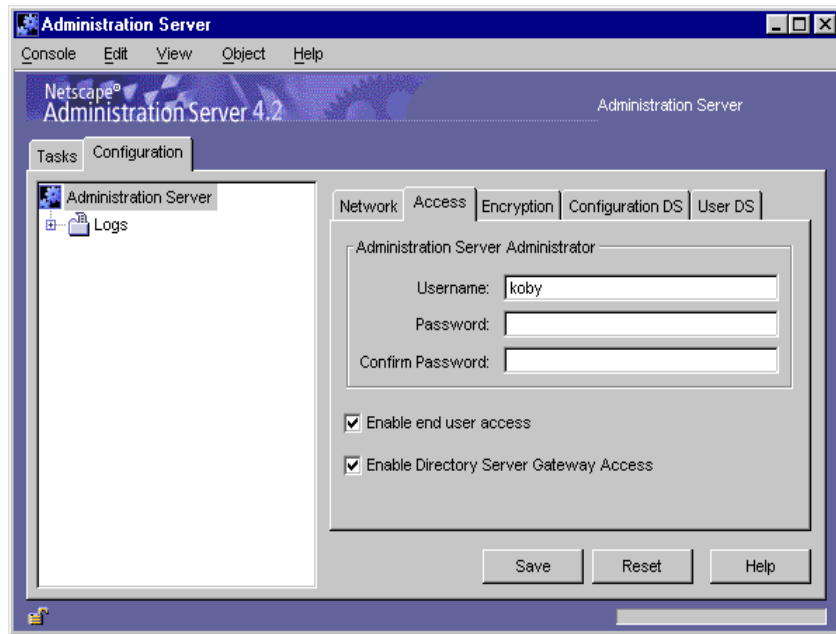 Administration Server
Console Edit View Object Help
Netscape®
Administration Server 4.2
Administration Server
Tasks Configuration
Administration Server
Logs
Network Access Encryption Configuration DS User DS
Administration Server Administrator
Username: koby
Password:
Confirm Password:
Enable end user access
Enable Directory Server Gateway Access
Save Reset Help